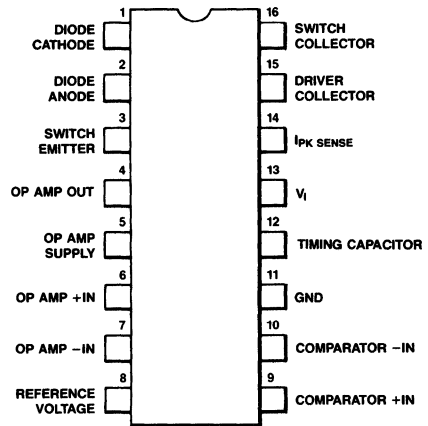 1
16
DIODE
CATHODE
SWITCH
COLLECTOR
2
15
DIODE
ANODE
DRIVER
COLLECTOR
3
14
SWITCH
EMITTER
IPK SENSE
4
13
OP AMP OUT
VI
5
12
OP AMP
SUPPLY
TIMING CAPACITOR
6
11
OP AMP +IN
GND
7
10
OP AMP −IN
COMPARATOR −IN
8
9
REFERENCE
VOLTAGE
COMPARATOR +IN